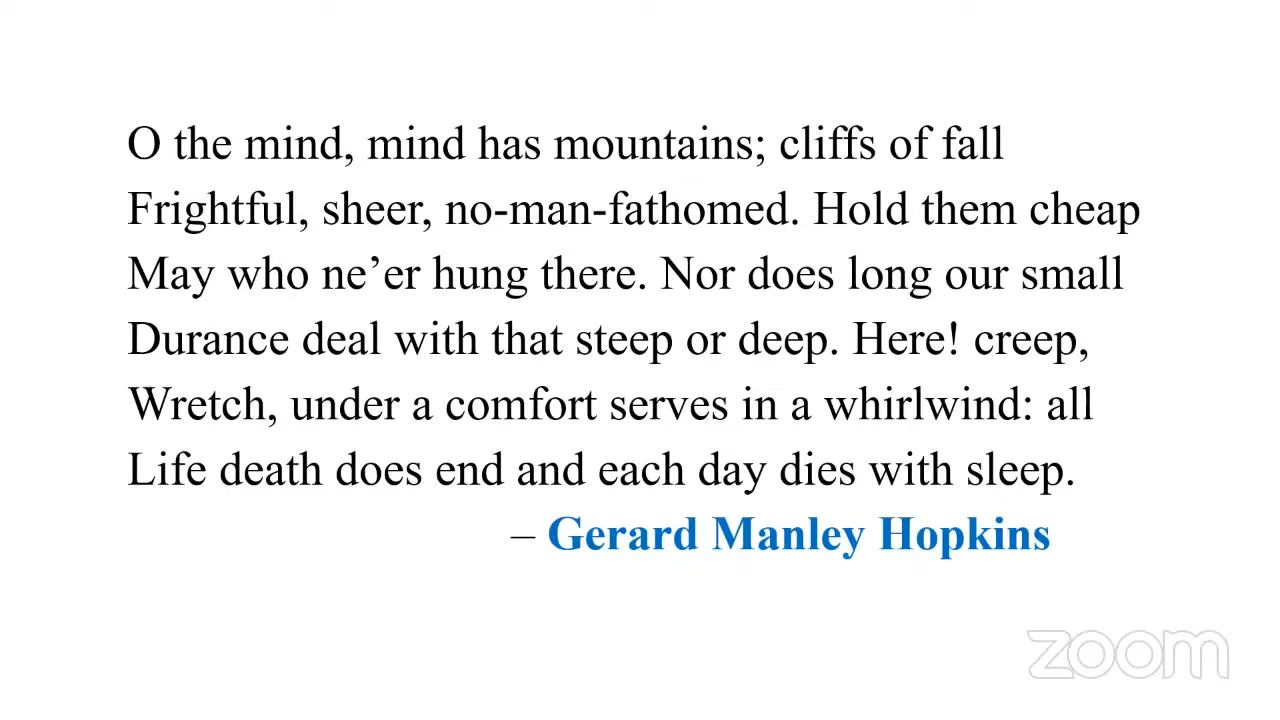 O the mind, mind has mountains; cliffs of fall
Frightful, sheer, no-man-fathomed. Hold them cheap
May who ne’er hung there. Nor does long our small
Durance deal with that steep or deep. Here! creep,
Wretch, under a comfort serves in a whirlwind: all
Life death does end and each day dies with sleep.
– Gerard Manley Hopkins
zoom